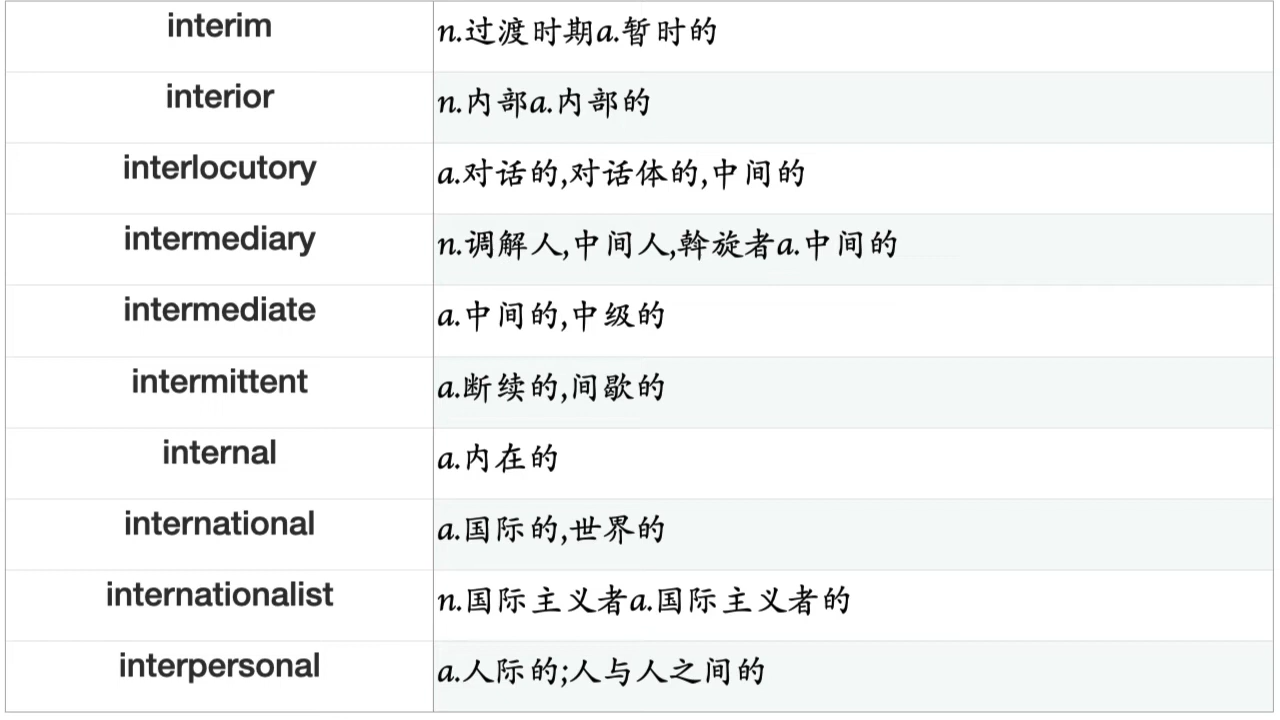 interim n.过渡时期a.暂时的
interior n.内部a.内部的
interlocutory a.对话的,对话体的,中间的
intermediary n.调解人,中间人,斡旋者a.中间的
intermediate a.中间的,中级的
intermittent a.断续的,间歇的
internal a.内在的
international a.国际的,世界的
internationalist n.国际主义者a.国际主义者的
interpersonal a.人际的;人与人之间的